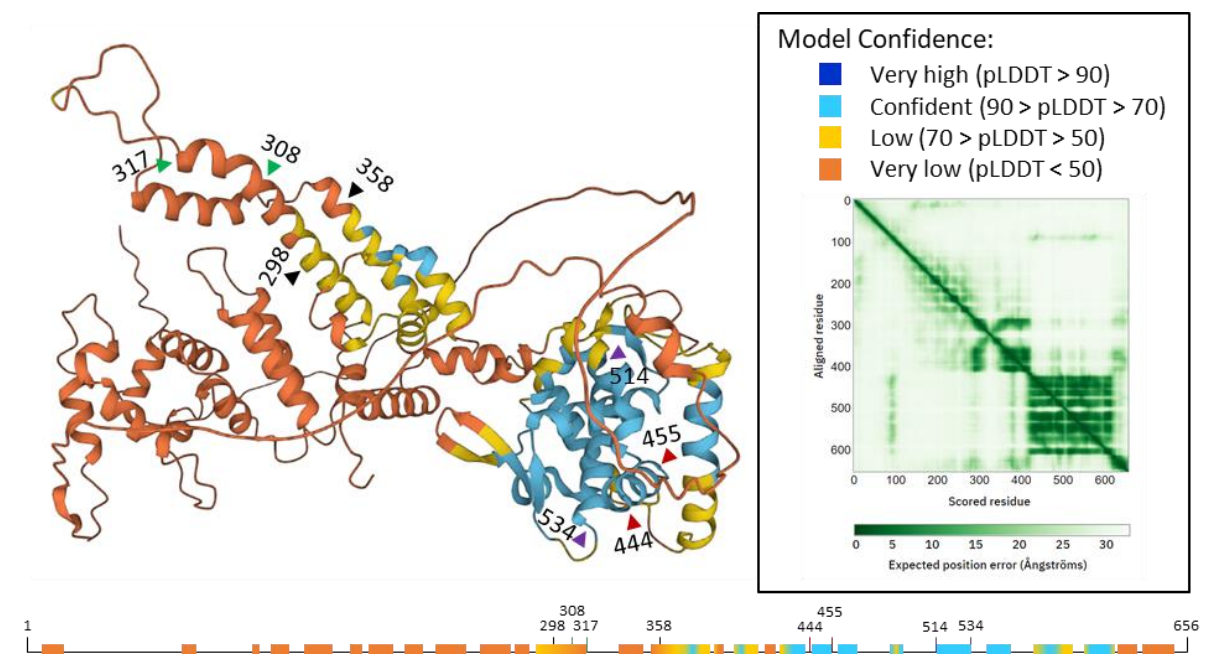 317
308
358
298
514
455
534
444
Model Confidence:
Very high (pLDDT > 90)
Confident (90 > pLDDT > 70)
Low (70 > pLDDT > 50)
Very low (pLDDT < 50)
0
100
200
300
400
500
600
Aligned residue
0 100 200 300 400 500 600
Scored residue
0 5 10 15 20 25 30
Expected position error (Ångströms)
308 455
1 298 317 358 444 514 534 656